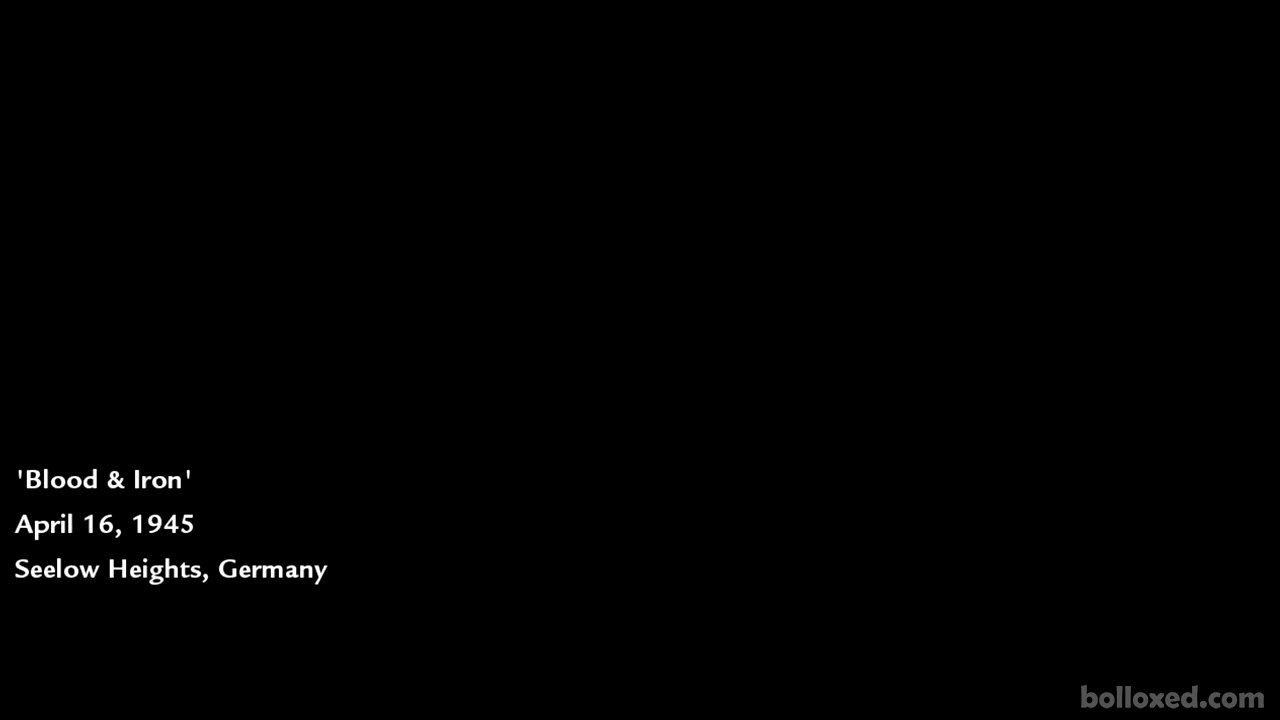 'Blood & Iron'
April 16, 1945
Seelow Heights, Germany
bolloxed.com